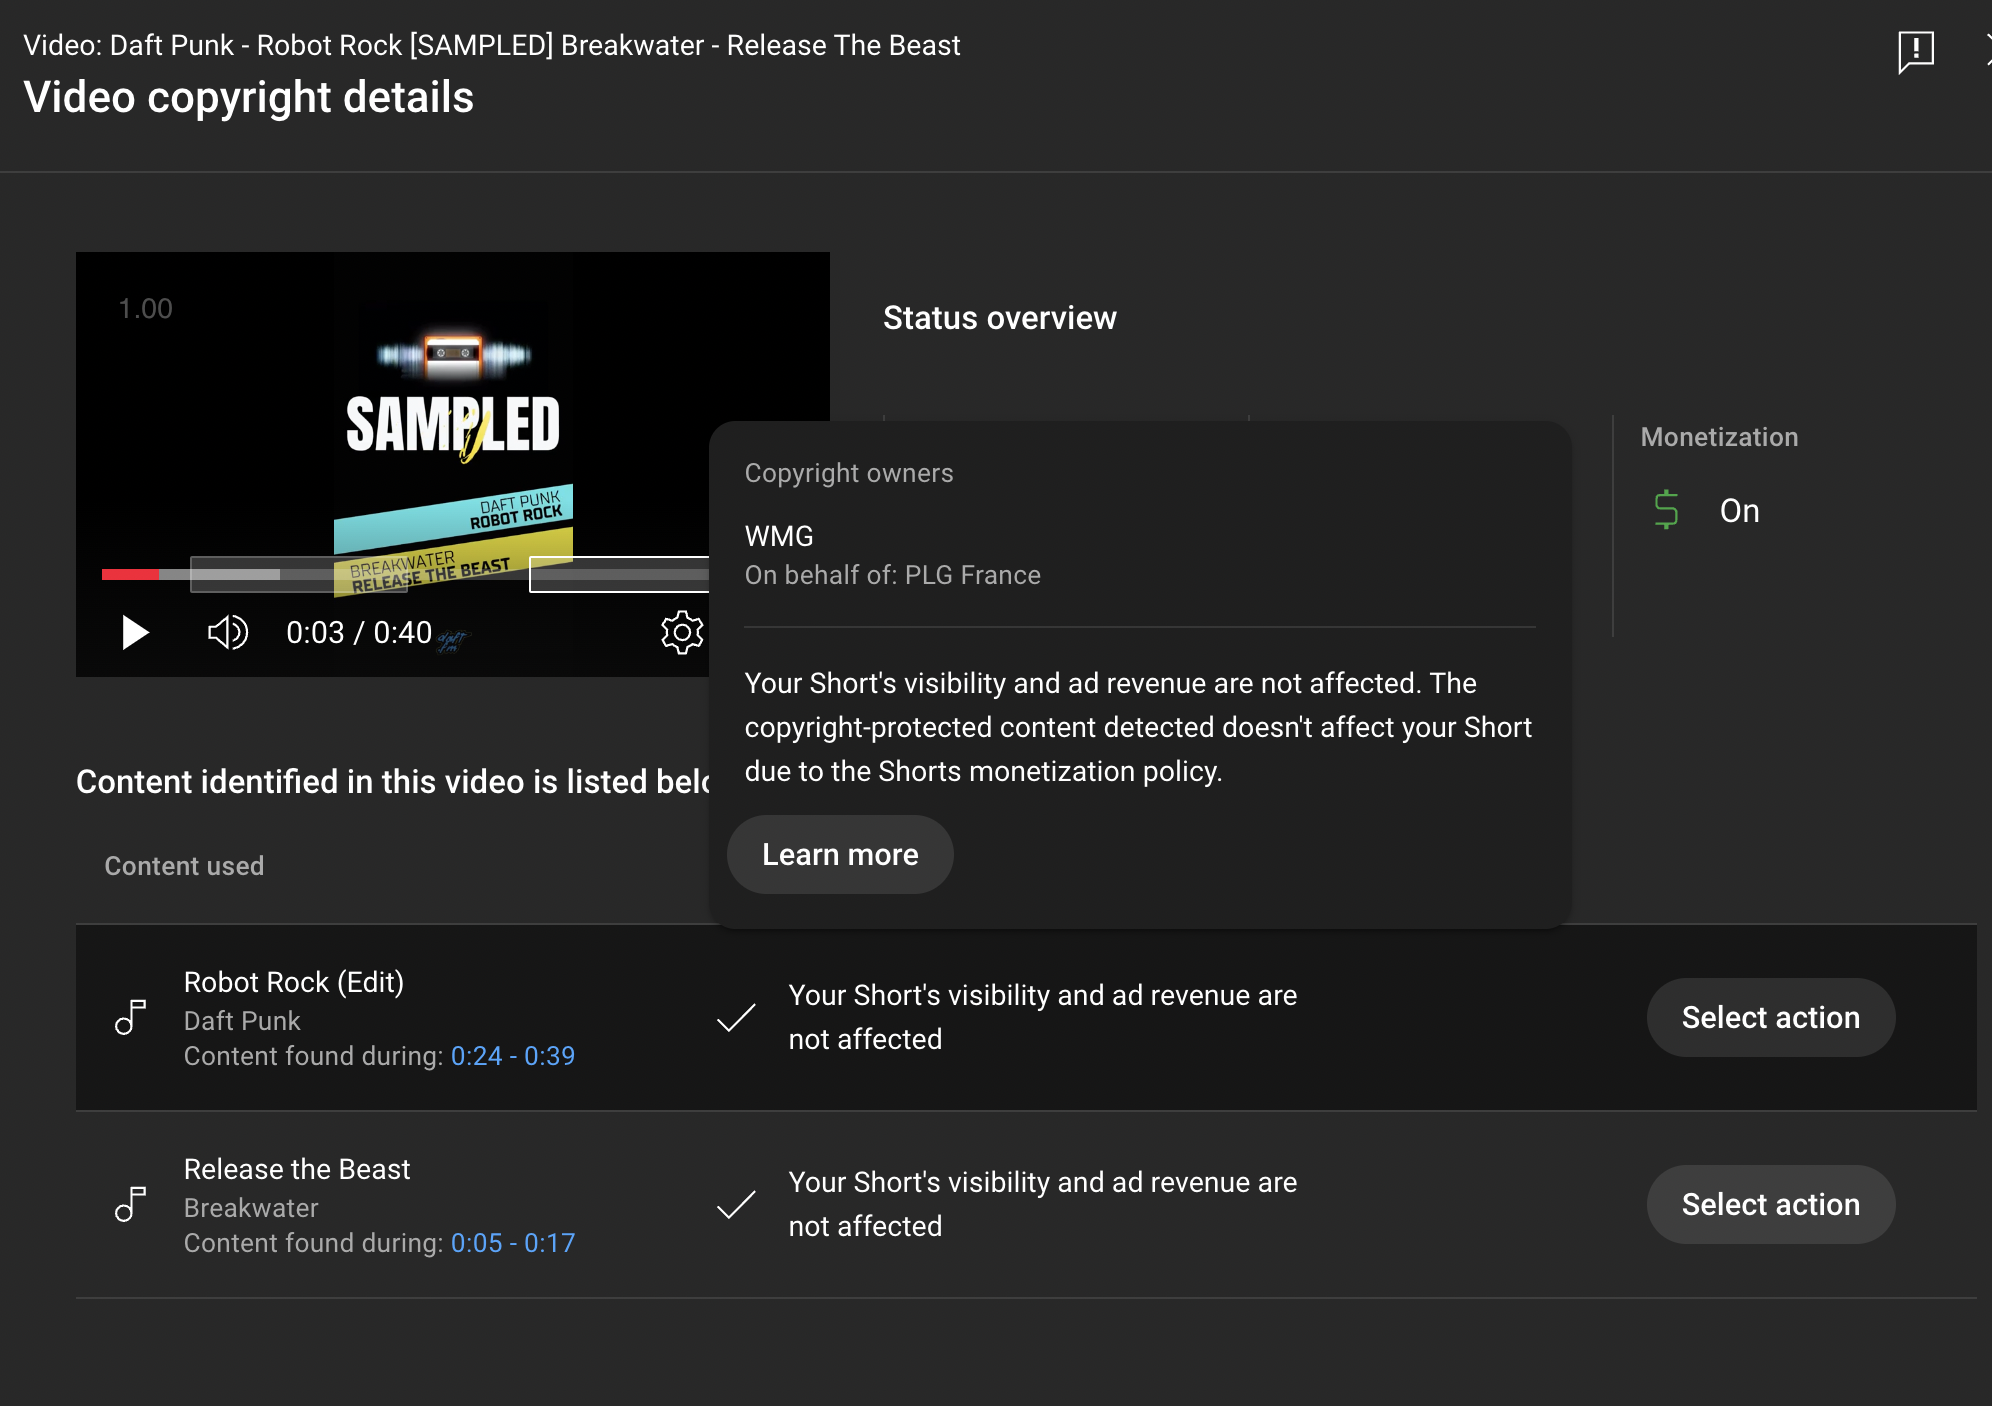 Video: Daft Punk - Robot Rock [SAMPLED] Breakwater - Release The Beast
Video copyright details
1.00
SAMPLED
DAFT PUNK
ROBOT ROCK
BREAKWATER
RELEASE THE BEAST
0:03 / 0:40
daft
fm
Status overview
Monetization
On
Copyright owners
WMG
On behalf of: PLG France
Your Short's visibility and ad revenue are not affected. The
copyright-protected content detected doesn't affect your Short
due to the Shorts monetization policy.
Learn more
Content identified in this video is listed belo
Content used
Robot Rock (Edit)
Daft Punk
Content found during: 0:24 - 0:39
Your Short's visibility and ad revenue are
not affected
Select action
Release the Beast
Breakwater
Content found during: 0:05 - 0:17
Your Short's visibility and ad revenue are
not affected
Select action